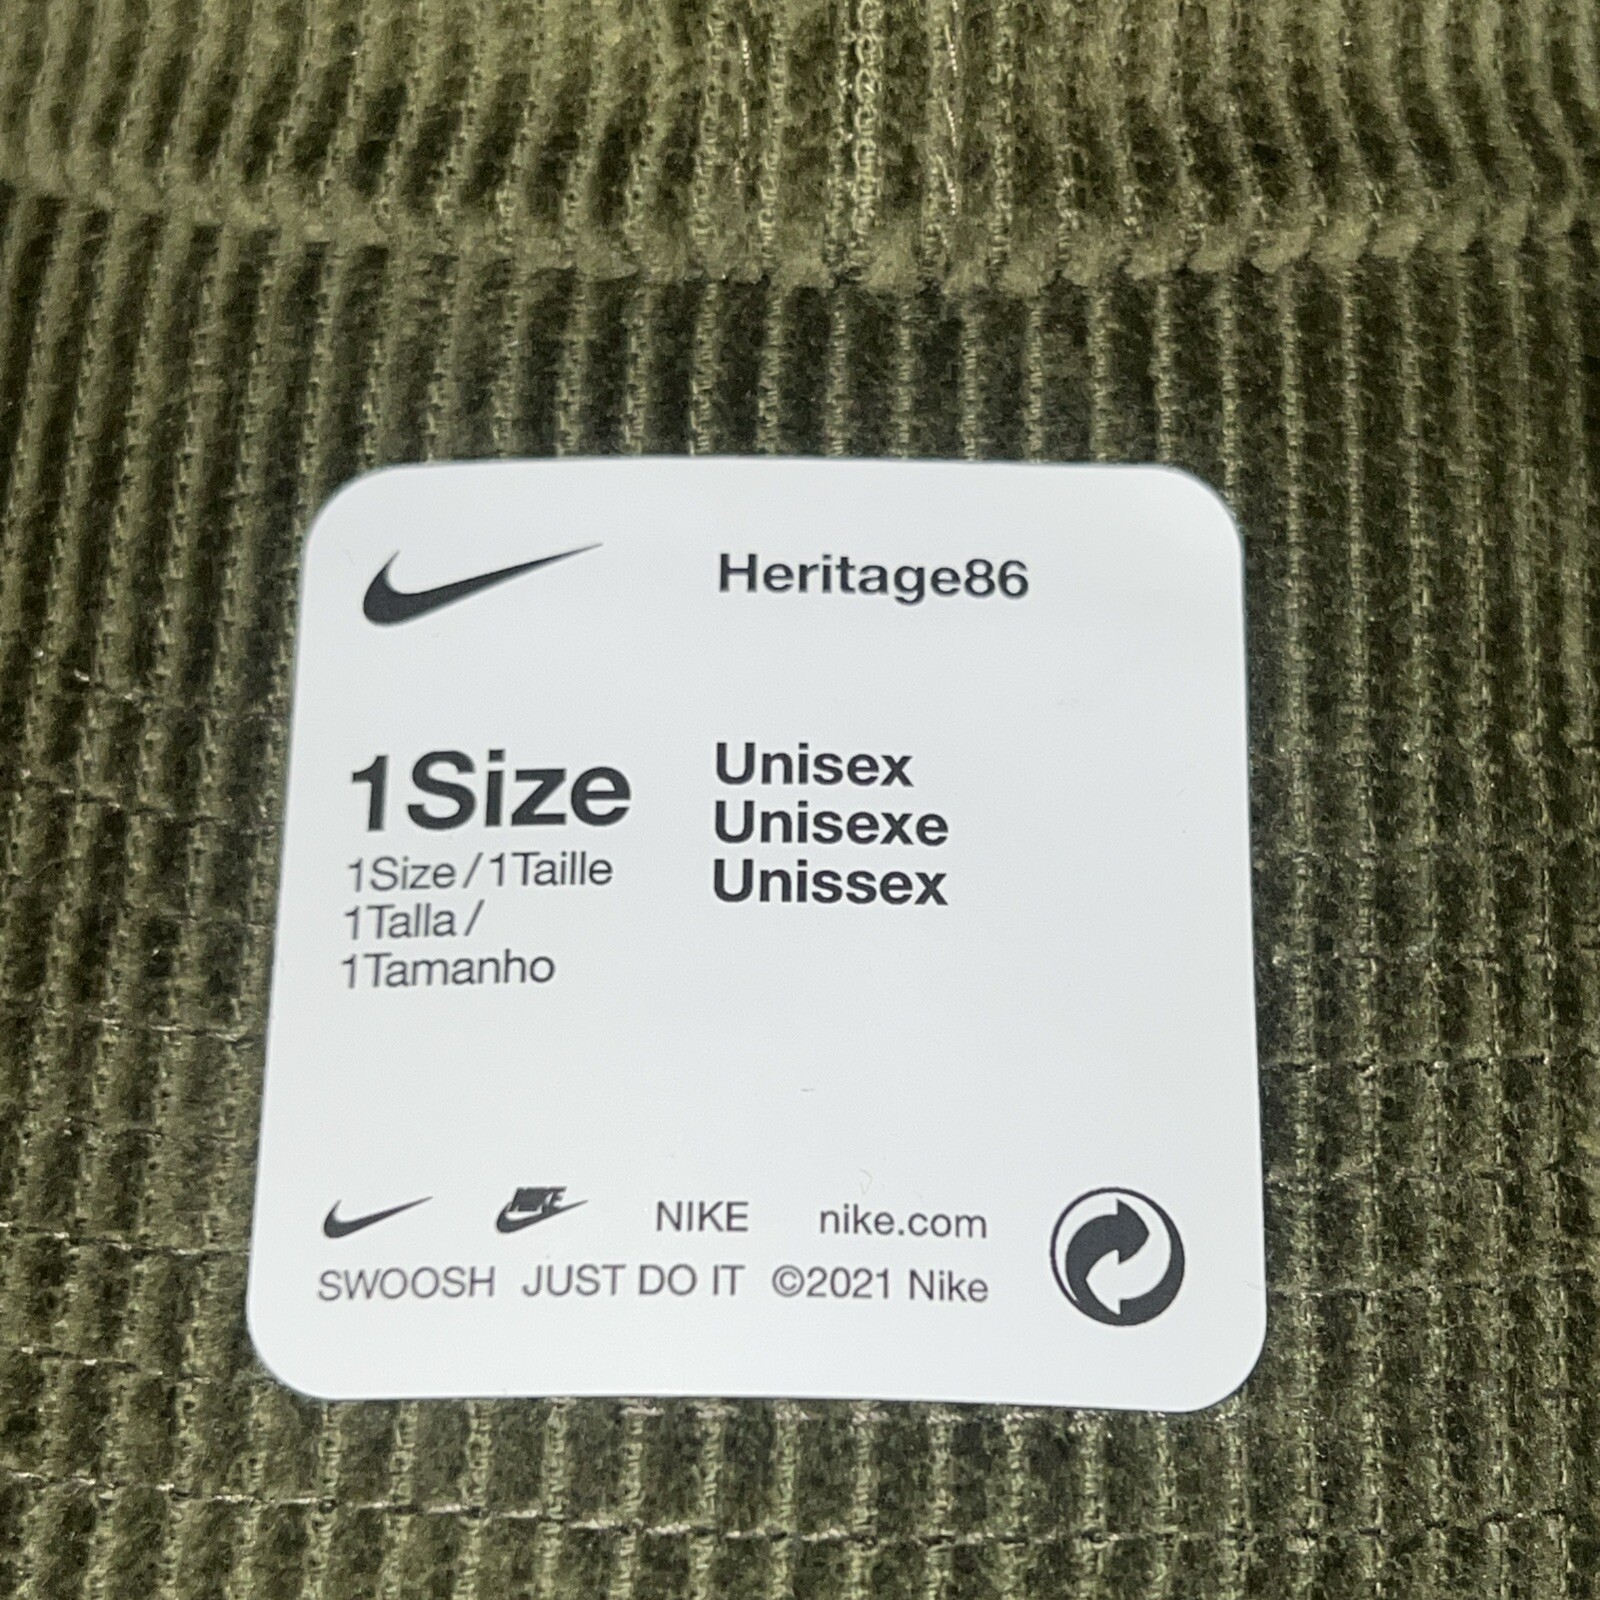 Heritage86
1Size
1Size/1Taille
1Talla/
1Tamanho
Unisex
Unisexe
Unissex
NIKE NIKE nike.com
SWOOSH JUST DO IT ©2021 Nike